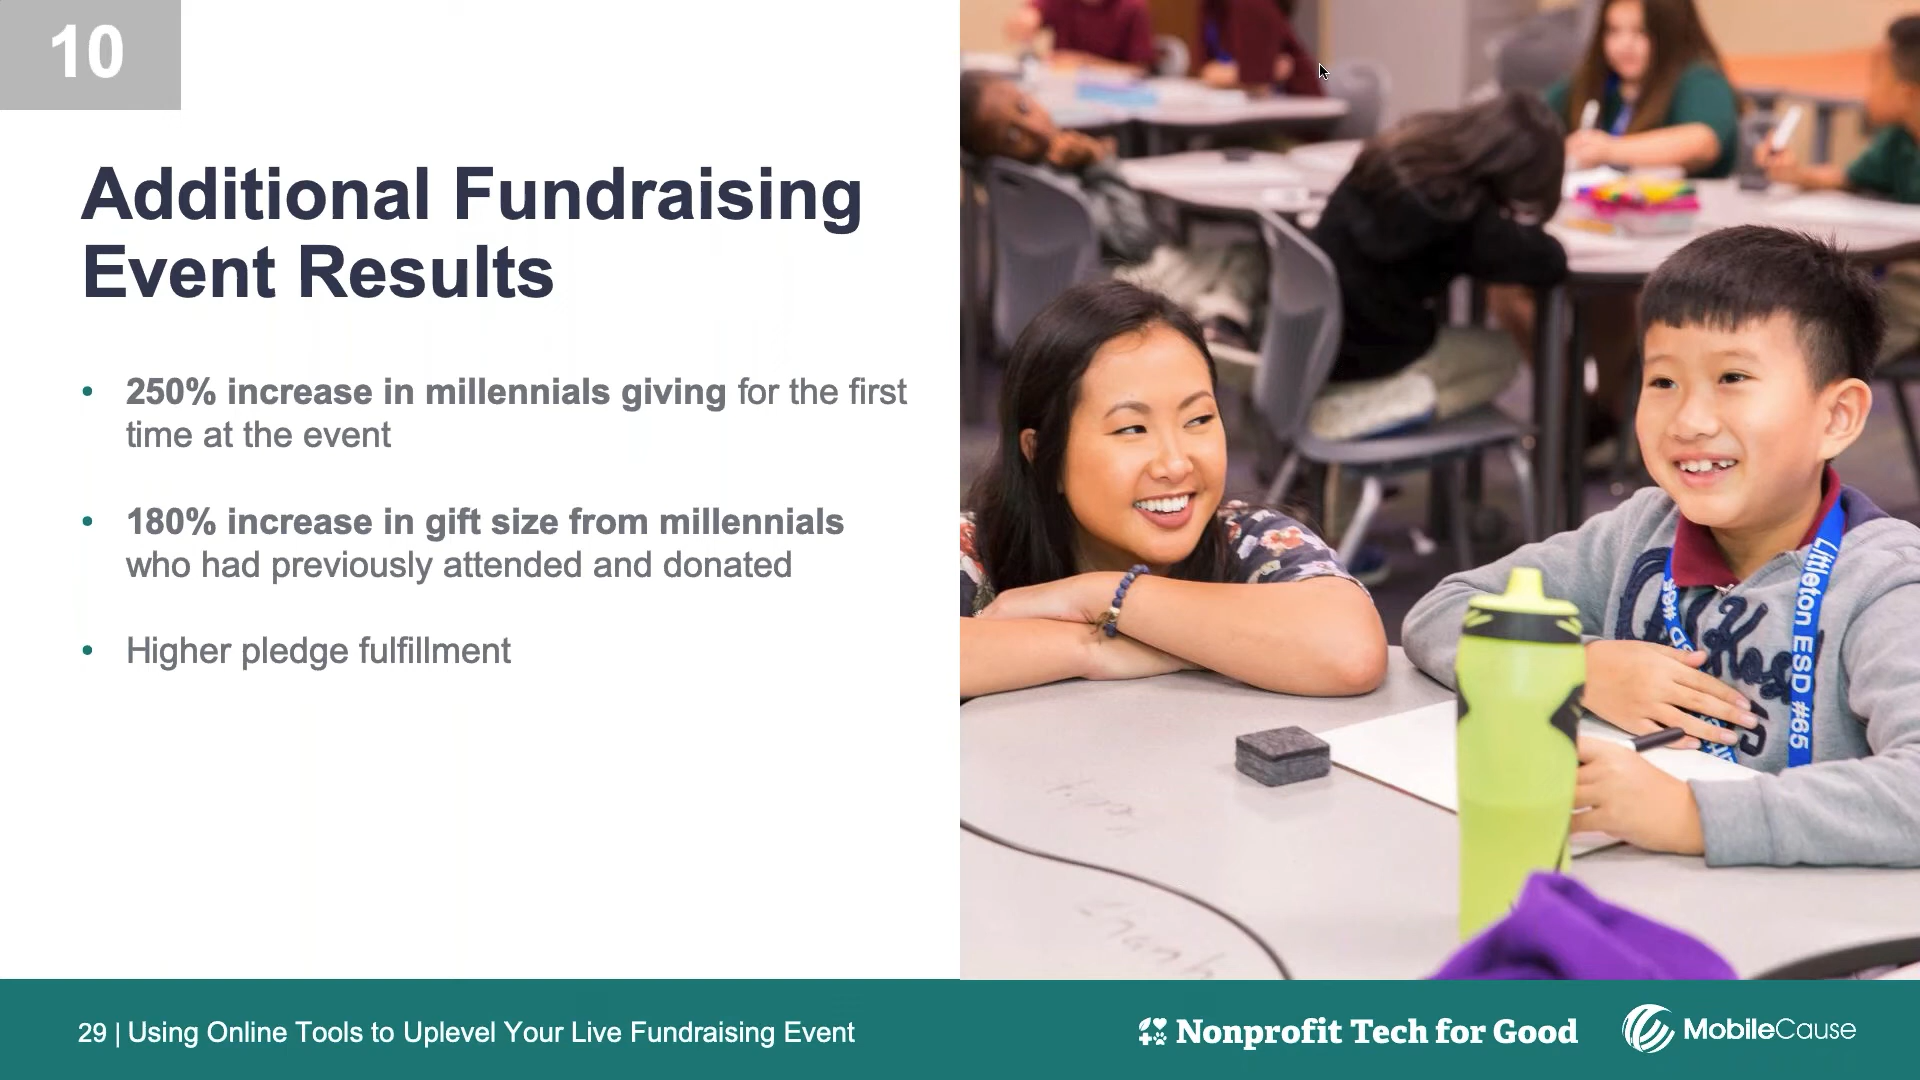 10
Additional Fundraising
Event Results
• 250% increase in millennials giving for the first
time at the event
• 180% increase in gift size from millennials
who had previously attended and donated
• Higher pledge fulfillment
Littleton ESD #65
29 | Using Online Tools to Uplevel Your Live Fundraising Event
Nonprofit Tech for Good
MobileCause